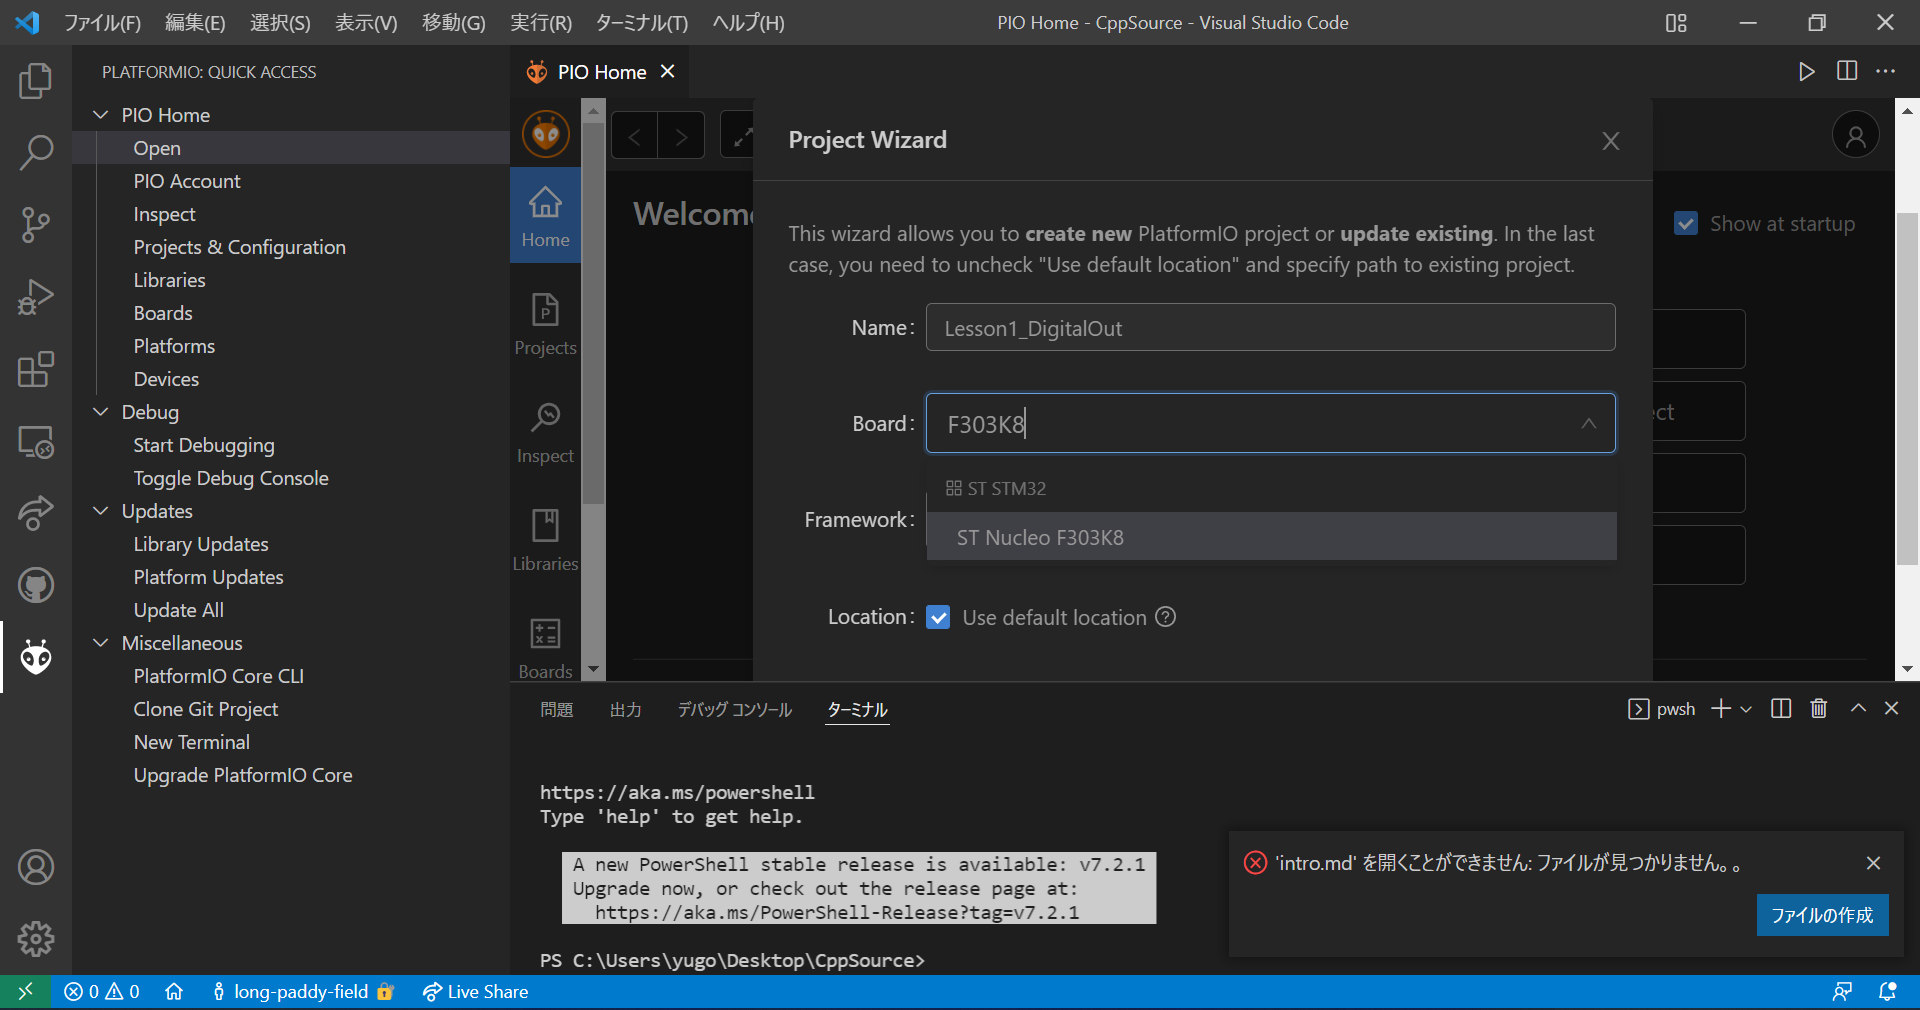 ファイル(F) 編集(E) 選択(S) 表示(V) 移動(G) 実行(R) ターミナル(T) ヘルプ(H) PIO Home - CppSource - Visual Studio Code
PLATFORMIO: QUICK ACCESS
PIO Home
Open
PIO Account
Inspect
Projects & Configuration
Libraries
Boards
Platforms
Devices
Debug
Start Debugging
Toggle Debug Console
Updates
Library Updates
Platform Updates
Update All
Miscellaneous
PlatformIO Core CLI
Clone Git Project
New Terminal
Upgrade PlatformIO Core
PIO Home
Home
Projects
Inspect
Libraries
Boards
Welcome
Show at startup
ect
Project Wizard
This wizard allows you to create new PlatformIO project or update existing. In the last
case, you need to uncheck "Use default location" and specify path to existing project.
Name: Lesson1_DigitalOut
Board: F303K8
ST STM32
Framework:
ST Nucleo F303K8
Location: Use default location
問題 出力 デバッグ コンソール ターミナル
pwsh
https://aka.ms/powershell
Type 'help' to get help.
A new PowerShell stable release is available: v7.2.1
Upgrade now, or check out the release page at:
https://aka.ms/PowerShell-Release?tag=v7.2.1
PS C:\Users\yugo\Desktop\CppSource>
'intro.md' を開くことができません: ファイルが見つかりません。。
ファイルの作成
0 0 long-paddy-field Live Share